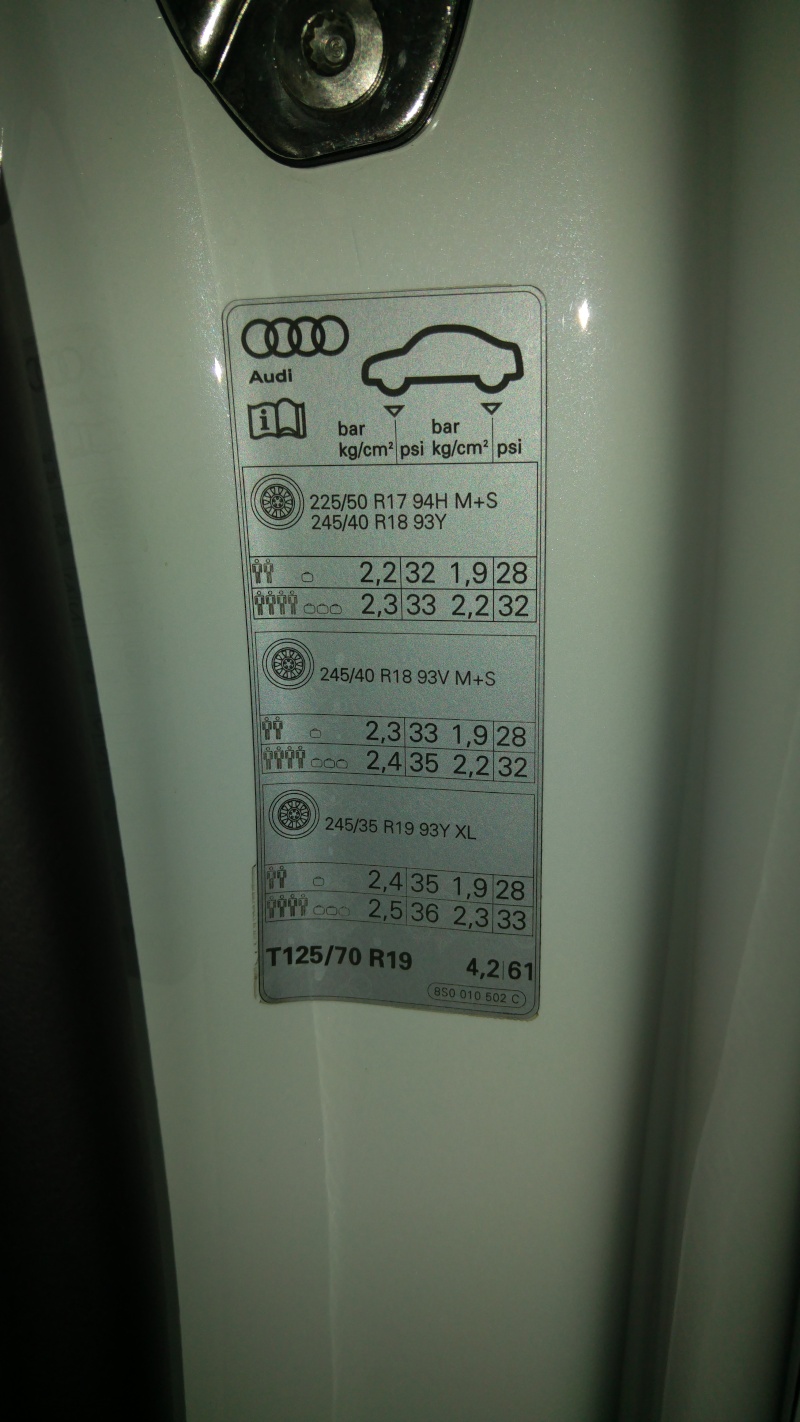 Audi
i
bar bar
kg/cm² psi kg/cm² psi
225/50 R17 94H M+S
245/40 R18 93Y
2,2 32 1,9 28
2,3 33 2,2 32
245/40 R18 93V M+S
2,3 33 1,9 28
2,4 35 2,2 32
245/35 R19 93Y XL
2,4 35 1,9 28
2,5 36 2,3 33
T125/70 R19 4,2 61
8S0 010 502 C